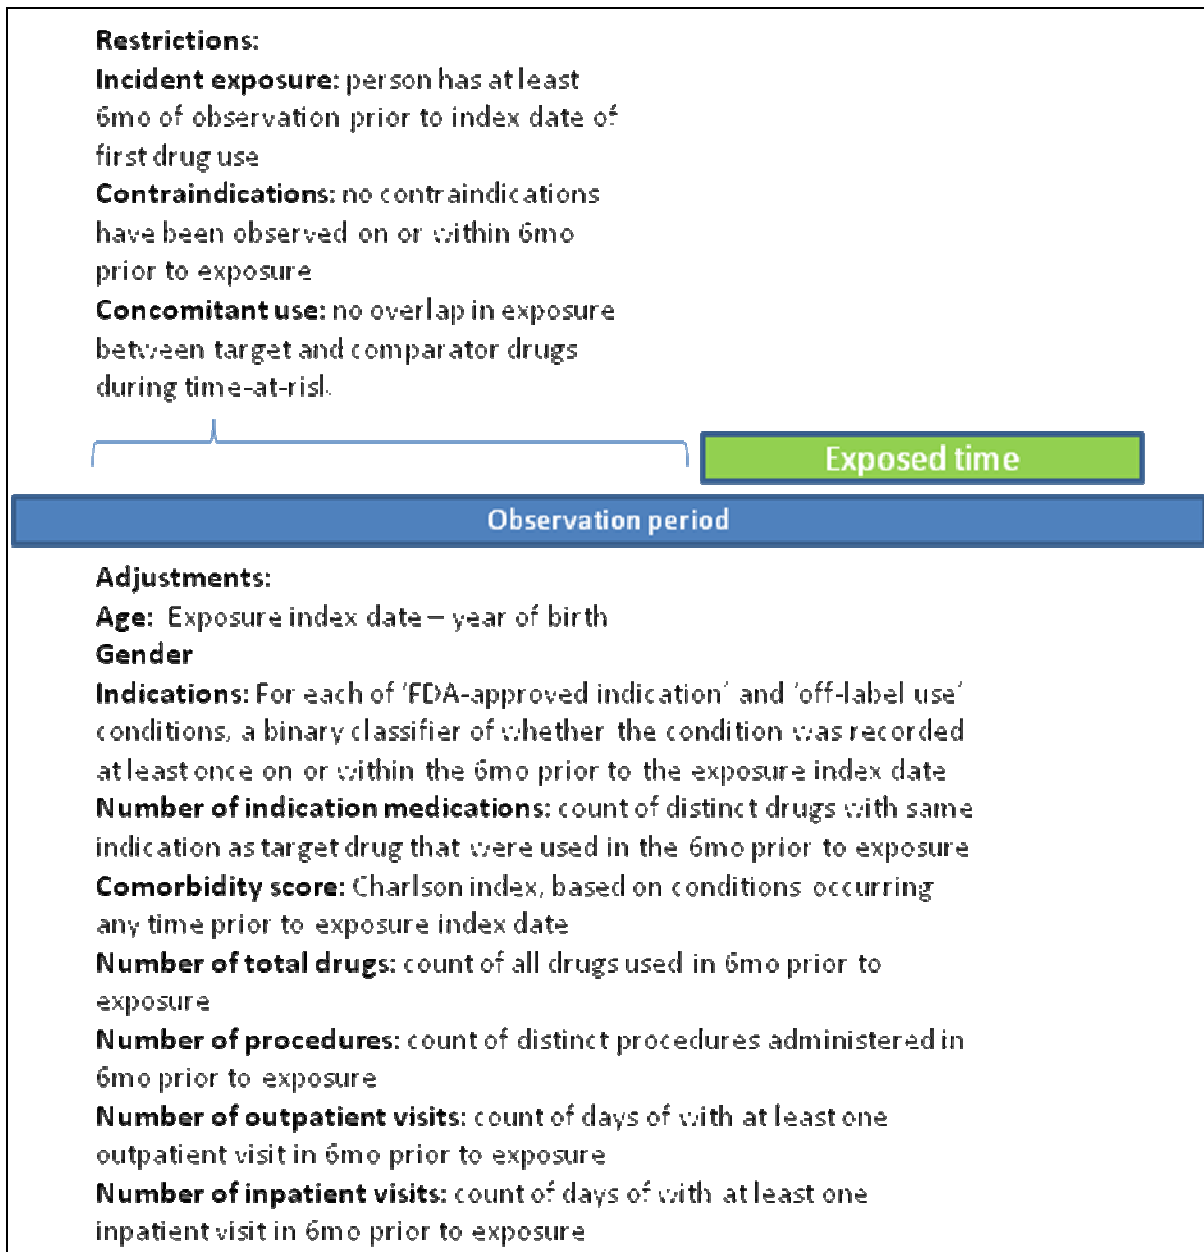 Restrictions:
Incident exposure: person has at least
6mo of observation prior to index date of
first drug use
Contraindications: no contraindications
have been observed on or within 6mo
prior to exposure
Concomitant use: no overlap in exposure
between target and comparator drugs
during time-at-risk.
Exposed time
Observation period
Adjustments:
Age: Exposure index date – year of birth
Gender
Indications: For each of 'FDA-approved indication' and 'off-label use'
conditions, a binary classifier of whether the condition was recorded
at least once on or within the 6mo prior to the exposure index date
Number of indication medications: count of distinct drugs with same
indication as target drug that were used in the 6mo prior to exposure
Comorbidity score: Charlson index, based on conditions occurring
any time prior to exposure index date
Number of total drugs: count of all drugs used in 6mo prior to
exposure
Number of procedures: count of distinct procedures administered in
6mo prior to exposure
Number of outpatient visits: count of days of with at least one
outpatient visit in 6mo prior to exposure
Number of inpatient visits: count of days of with at least one
inpatient visit in 6mo prior to exposure